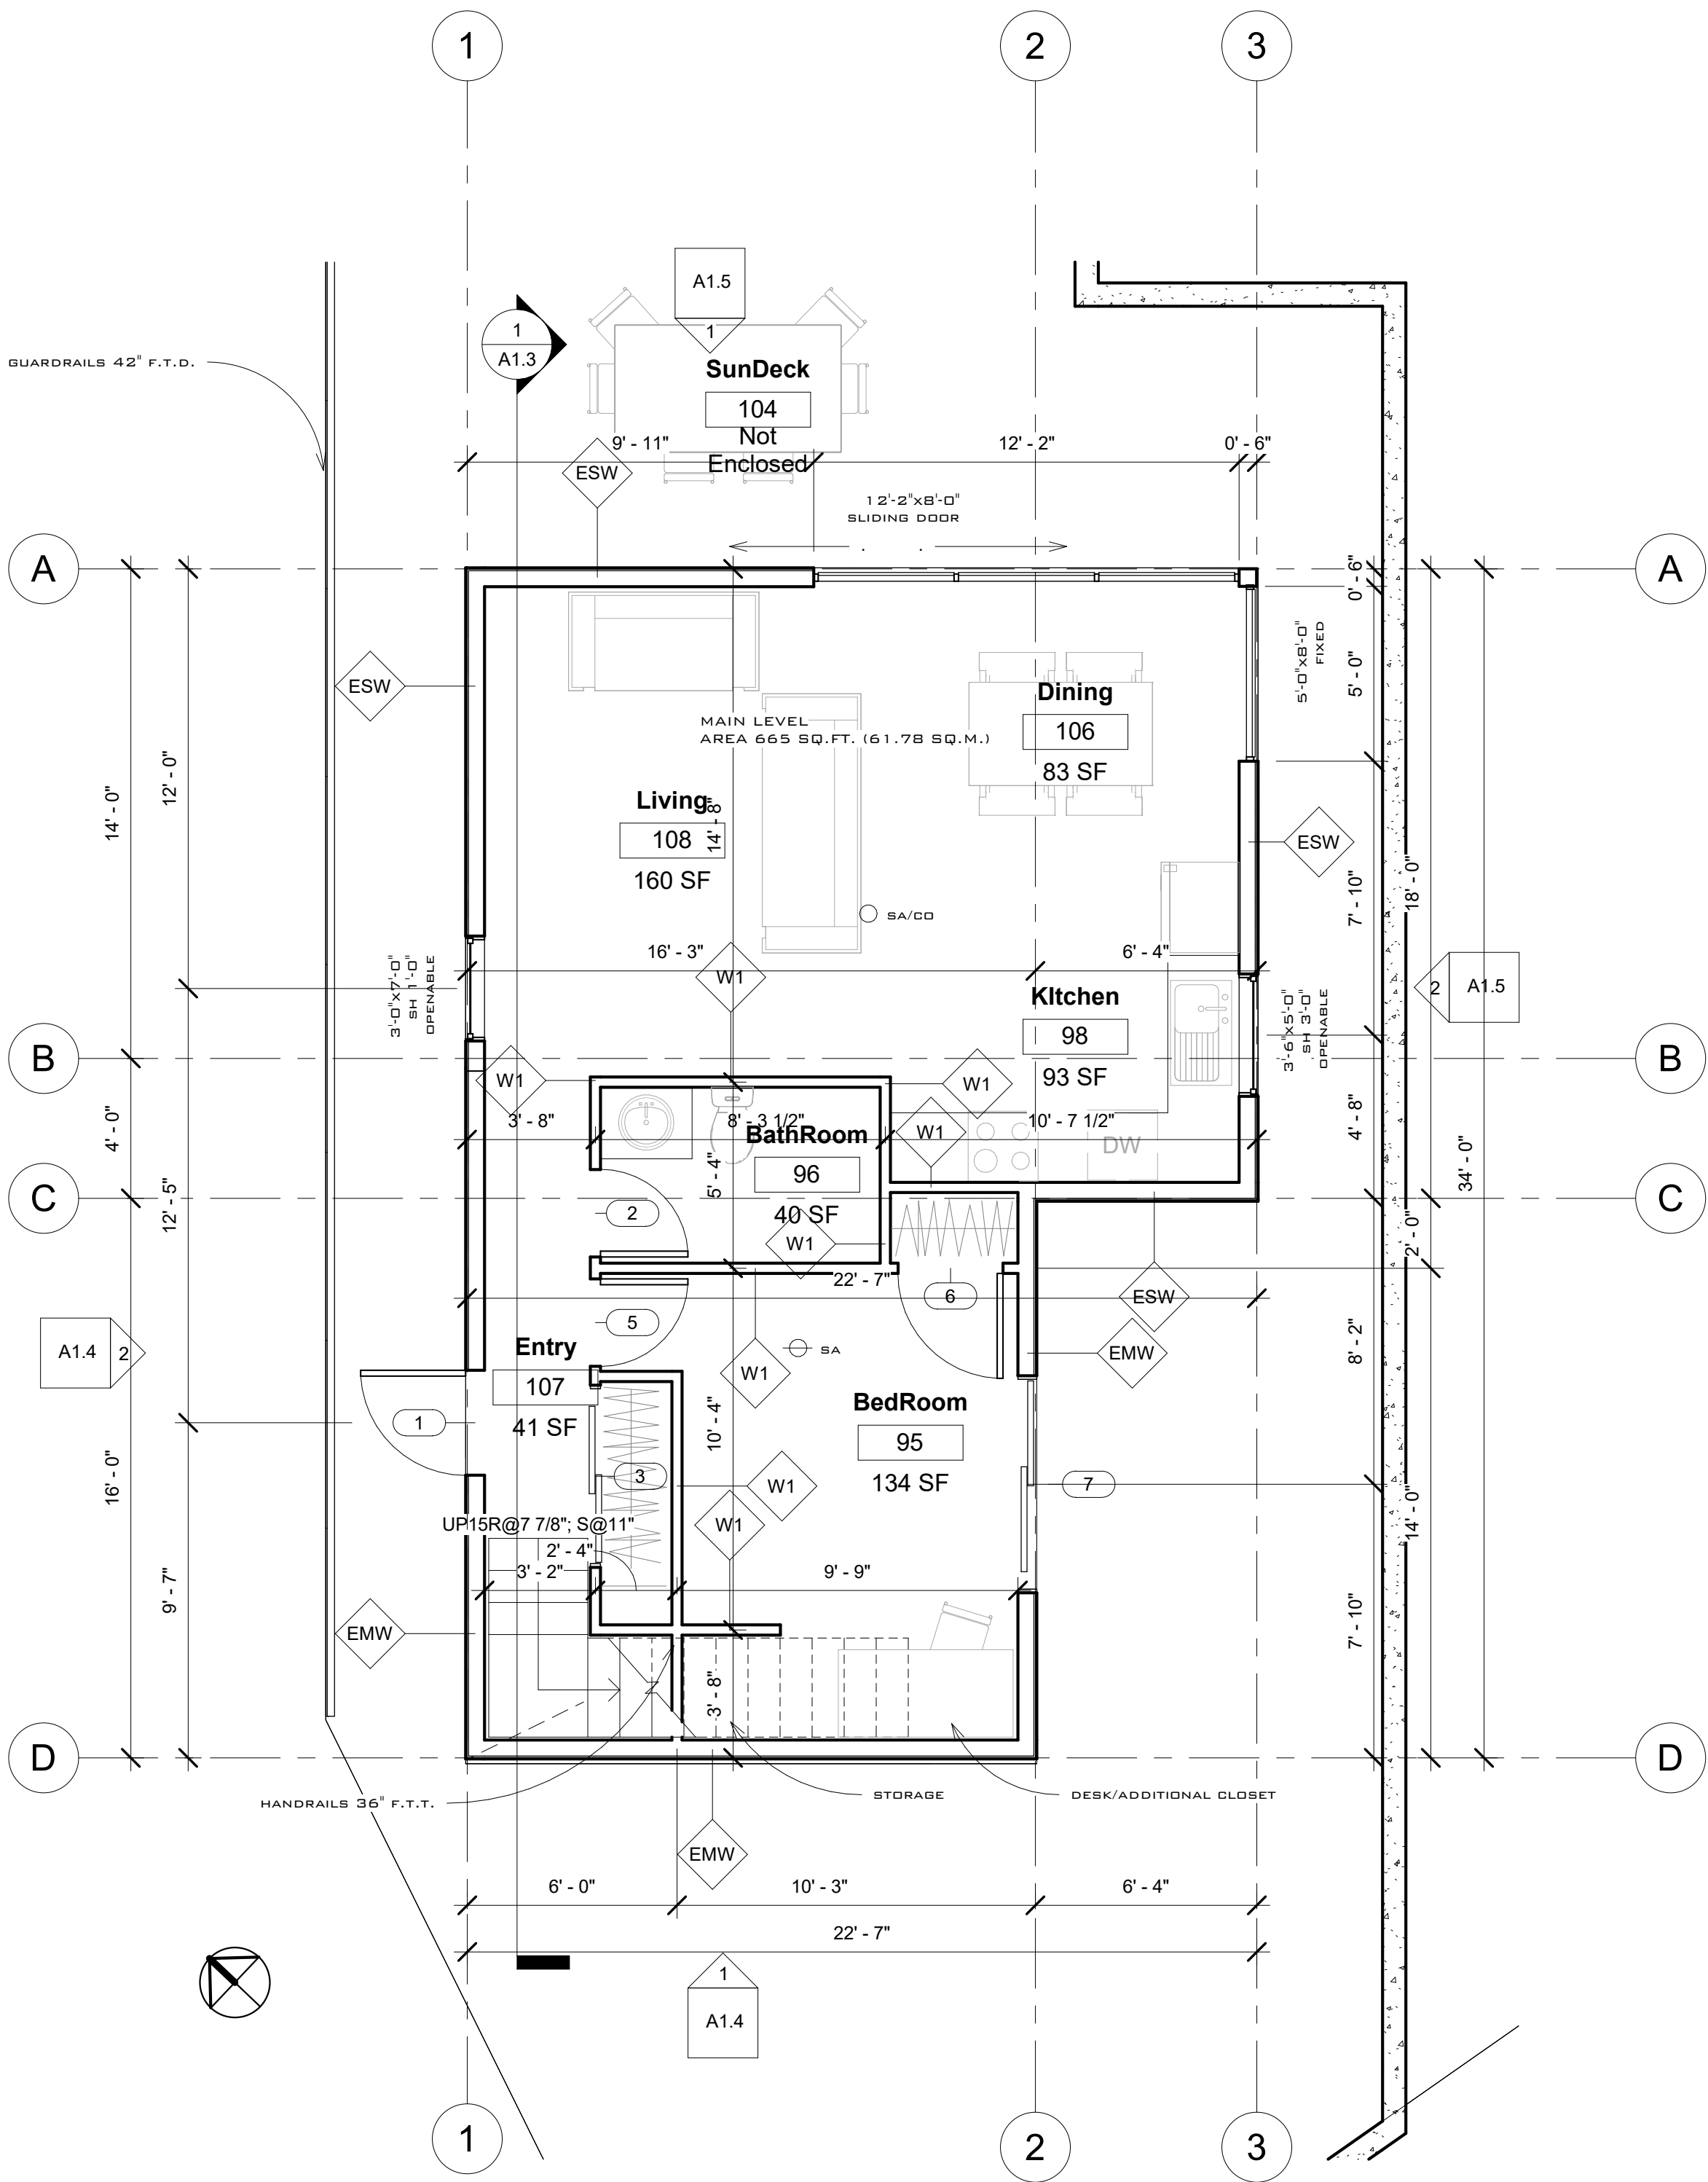 1
2
3
A1.5
1
1
A1.3
GUARDRAILS 42" F.T.D.
SunDeck
104
Not
Enclosed
9' - 11"
12' - 2"
0' - 6"
ESW
12'-2"x8'-0"
SLIDING DOOR
A
A
0' - 6"
5'-0"x8'-0"
FIXED
5' - 0"
ESW
Dining
106
83 SF
MAIN LEVEL
AREA 665 SQ.FT. (61.78 SQ.M.)
12' - 0"
14' - 0"
Living
108
160 SF
14' - 8"
ESW
7' - 10"
18' - 0"
SA/CO
16' - 3"
6' - 4"
W1
3'-0"x7'-0"
SH 1'-0"
OPENABLE
KItchen
98
93 SF
3'-6"x5'-0"
SH 3'-0"
OPENABLE
2
A1.5
B
B
W1
W1
W1
3' - 8"
8' - 3 1/2"
10' - 7 1/2"
4' - 0"
4' - 8"
BathRoom
96
40 SF
5' - 4"
DW
34' - 0"
C
C
12' - 5"
2
W1
2' - 0"
22' - 7"
6
ESW
5
Entry
107
41 SF
SA
W1
EMW
8' - 2"
A1.4
2
1
BedRoom
95
134 SF
10' - 4"
3
W1
7
16' - 0"
14' - 0"
UP15R@7 7/8"; S@11"
W1
2' - 4"
3' - 2"
9' - 9"
9' - 7"
7' - 10"
EMW
3' - 8"
D
D
HANDRAILS 36" F.T.T.
STORAGE
DESK/ADDITIONAL CLOSET
EMW
6' - 0"
10' - 3"
6' - 4"
22' - 7"
1
A1.4
1
2
3